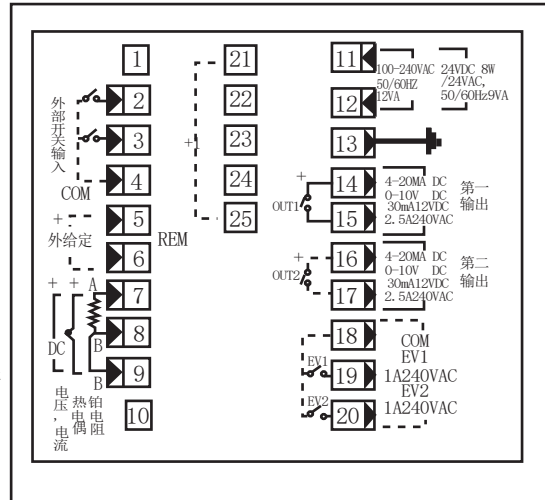 1
2
3
4
5
6
7
8
9
10
外部开关输入
COM
+
外给定
REM
+
+
A
B
B
DC
电压,电流
热电偶
铂电阻
21
22
23
24
25
+1
11
12
13
14
15
16
17
18
19
20
100-240VAC
50/60HZ
12VA
24VDC 8W
/24VAC,
50/60Hz9VA
+
OUT1
4-20MA DC
0-10V DC
30mA12VDC
2.5A240VAC
第一
输出
+
OUT2
4-20MA DC
0-10V DC
30mA12VDC
2.5A240VAC
第二
输出
EV1
EV2
COM
EV1
1A240VAC
EV2
1A240VAC